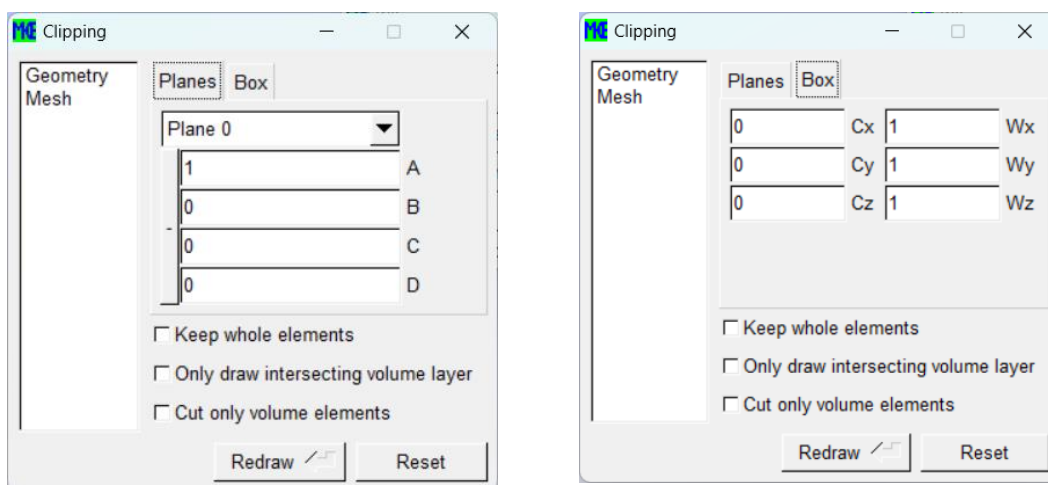 MKE Clipping
Geometry
Mesh
Planes Box
Plane 0
1 A
-
0 B
0 C
0 D
Keep whole elements
Only draw intersecting volume layer
Cut only volume elements
Redraw Reset
MKE Clipping
Geometry
Mesh
Planes Box
0 Cx 1 Wx
0 Cy 1 Wy
0 Cz 1 Wz
Keep whole elements
Only draw intersecting volume layer
Cut only volume elements
Redraw Reset